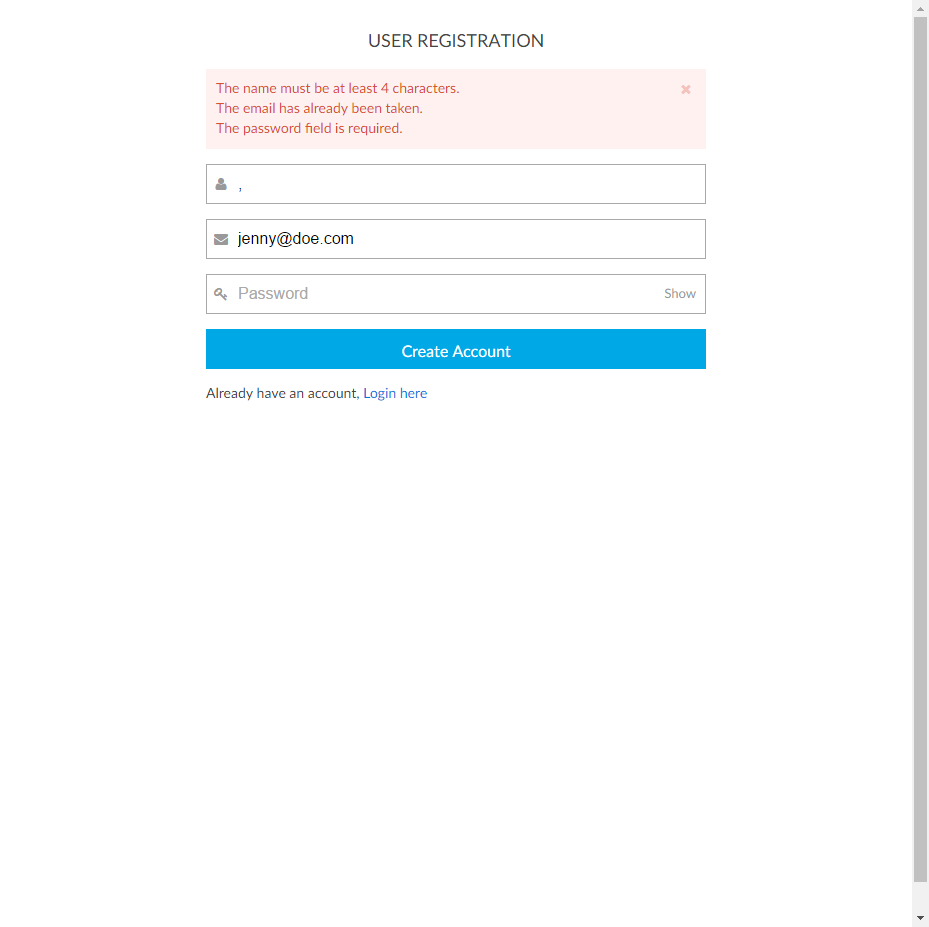 USER REGISTRATION
The name must be at least 4 characters.
The email has already been taken.
The password field is required.
,
jenny@doe.com
Password Show
Create Account
Already have an account, Login here